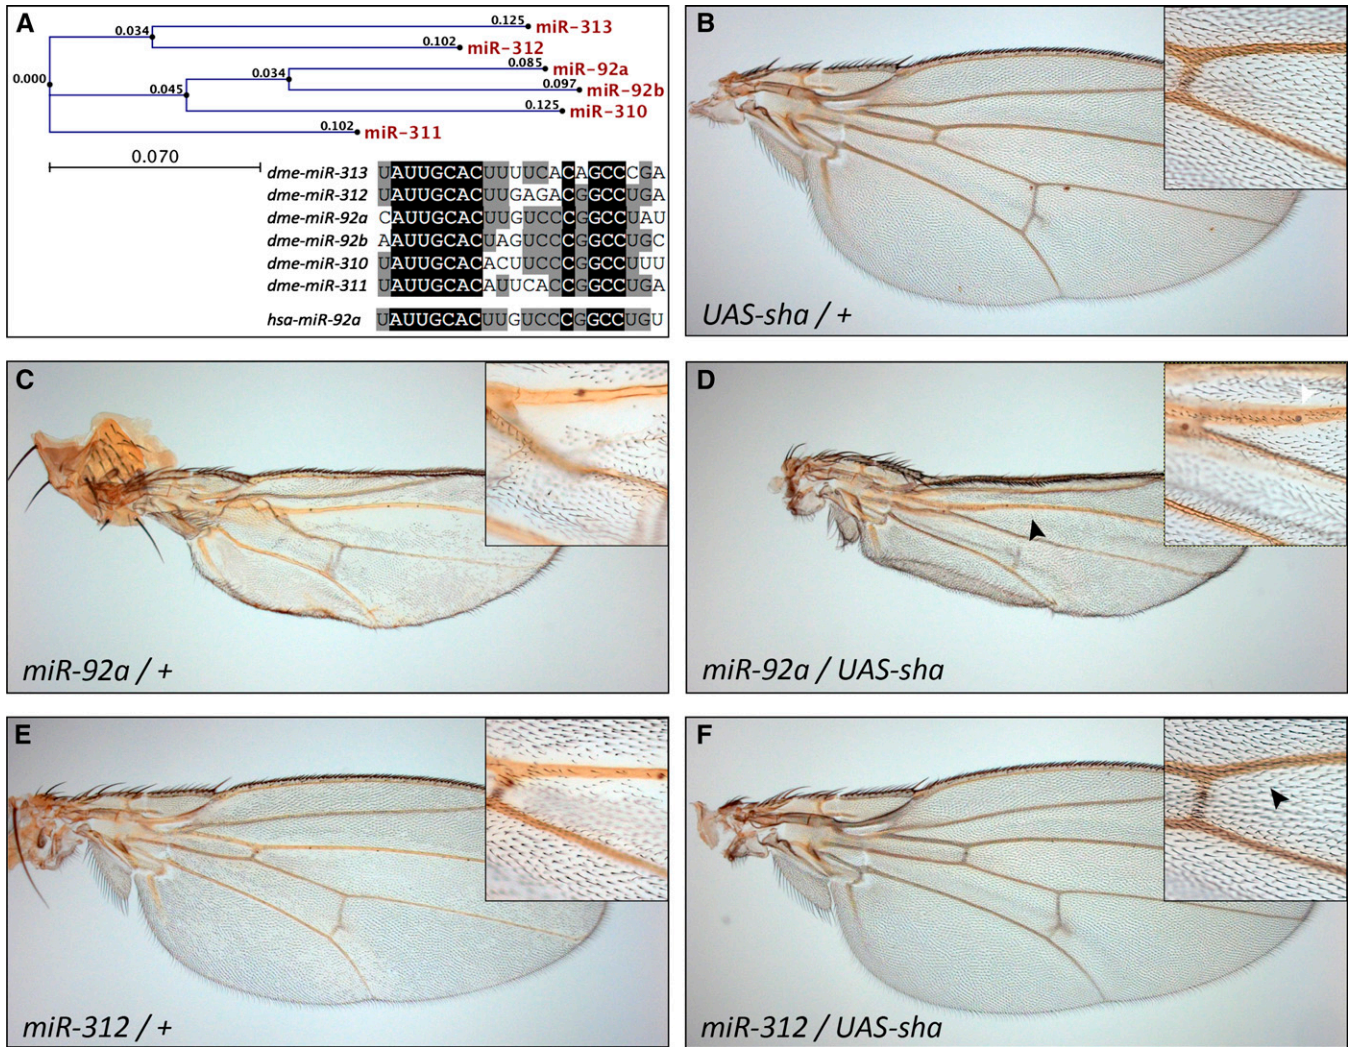 A
0.125 miR-313
0.034
0.102 miR-312
0.085 miR-92a
0.000
0.034
0.097 miR-92b
0.045
0.125 miR-310
0.102 miR-311
0.070
dme-miR-313 UAUUGCACUUUUCACAGCCCGA
dme-miR-312 UAUUGCACUUGAGACGGCCUGA
dme-miR-92a CAUUGCACUUGUCCCGGCCUAU
dme-miR-92b AAUUGCACUAGUCCCGGCCUGC
dme-miR-310 UAUUGCACACUUCCCGGCCUUU
dme-miR-311 UAUUGCACAUUCACCGGCCUGA
hsa-miR-92a UAUUGCACUUGUCCCGGCCUGU
B
UAS-sha / +
C
miR-92a / +
D
miR-92a / UAS-sha
E
miR-312 / +
F
miR-312 / UAS-sha